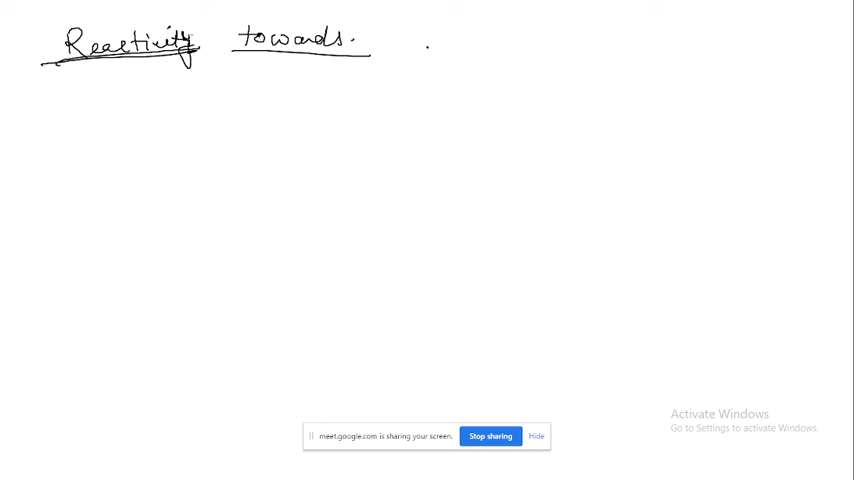 Reactivity towards.
Activate Windows
Go to Settings to activate Windows.
meet.google.com is sharing your screen. Stop sharing Hide